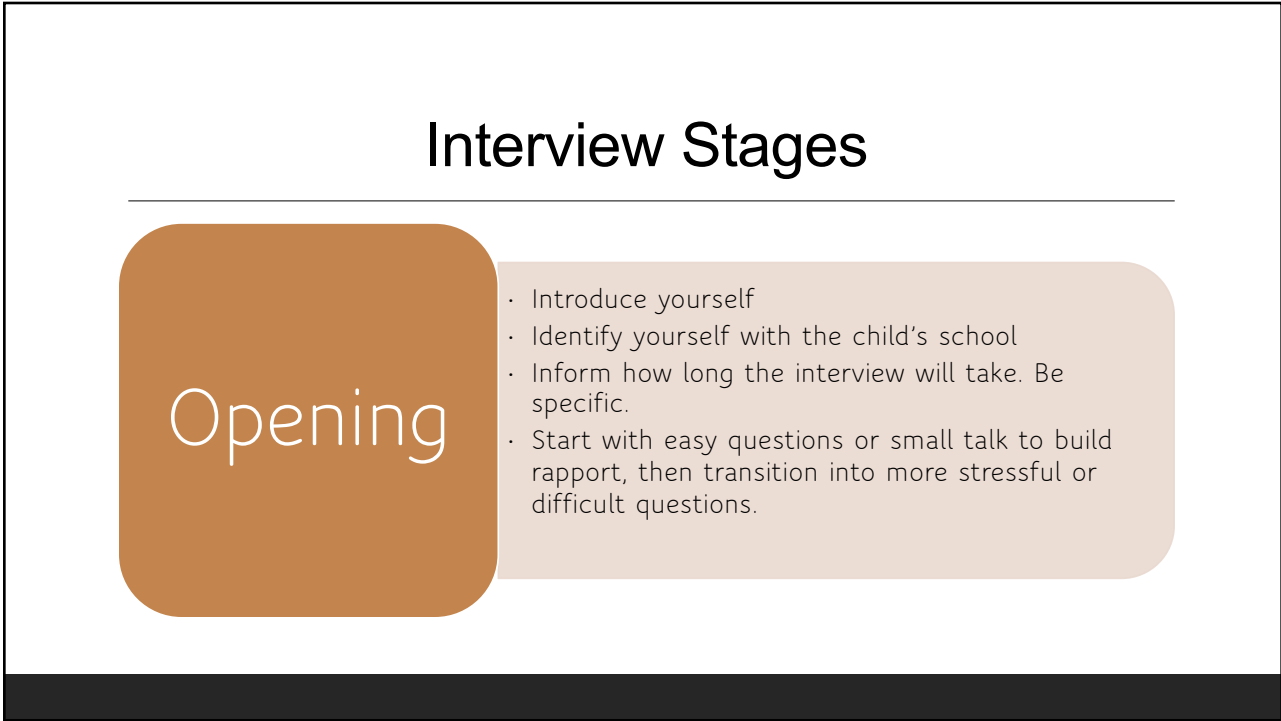 Interview Stages
Opening
· Introduce yourself
· Identify yourself with the child’s school
· Inform how long the interview will take. Be
specific.
· Start with easy questions or small talk to build
rapport, then transition into more stressful or
difficult questions.